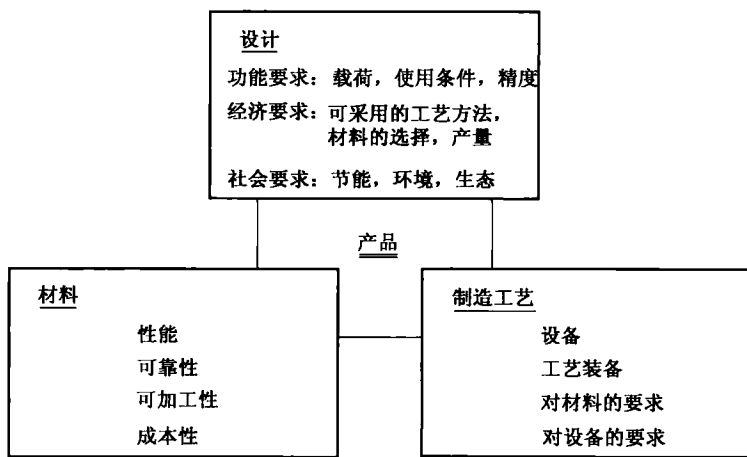 设计
功能要求：载荷，使用条件，精度
经济要求：可采用的工艺方法，
材料的选择，产量
社会要求：节能，环境，生态
产品
材料
性能
可靠性
可加工性
成本性
制造工艺
设备
工艺装备
对材料的要求
对设备的要求